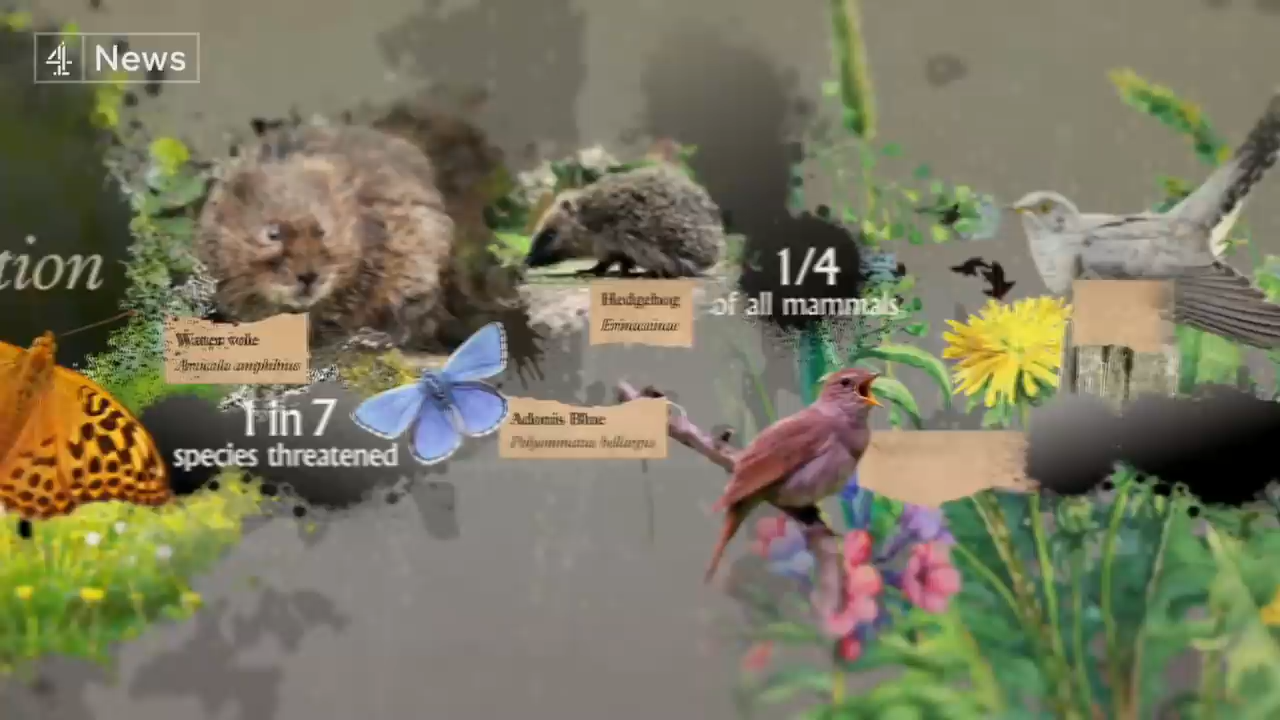 4 News
tion
1/4
of all mammals
Hedgehog
Erinaceinae
Water vole
Arvicola amphibius
1 in 7
species threatened
Adonis Blue
Polyommatus bellargus